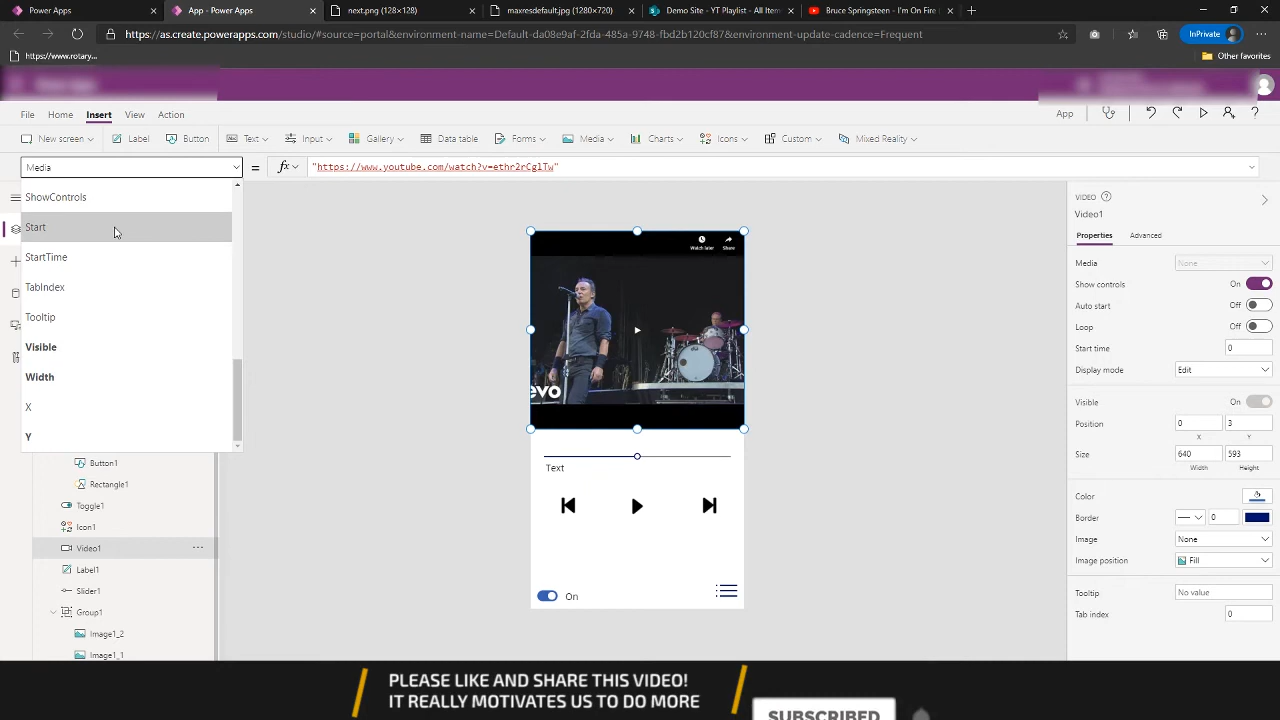 App - Power Apps
App - Power Apps
next.png (128×128)
maxresdefault.jpg (1280×720)
Demo Site - YT Playlist - All Item
Bruce Springsteen - I'm On Fire (
https://as.create.powerapps.com/studio/#source=portal&environment-name=Default-da08e9af-2fda-485a-9748-fbd2b120cf87&environment-update-cadence=Frequent
InPrivate
https://www.rotary...
Other favorites
File Home Insert View Action
App
New screen Label Button Text Input Gallery Data table Forms Media Charts Icons Custom Mixed Reality
Media = fx "https://www.youtube.com/watch?v=ethr2rCglTw"
ShowControls
Start
StartTime
TabIndex
Tooltip
Visible
Width
X
Y
Button1
Rectangle1
Toggle1
Icon1
Video1
Label1
Slider1
Group1
Image1_2
Image1_1
Watch later Share
evo
Text
On
VIDEO
Video1
Properties Advanced
Media None
Show controls On
Auto start Off
Loop Off
Start time 0
Display mode Edit
Visible On
Position 0 3
X Y
Size 640 593
Width Height
Color
Border 0
Image None
Image position Fill
Tooltip No value
Tab index 0
PLEASE LIKE AND SHARE THIS VIDEO!
IT REALLY MOTIVATES US TO DO MORE
SUBSCRIBED